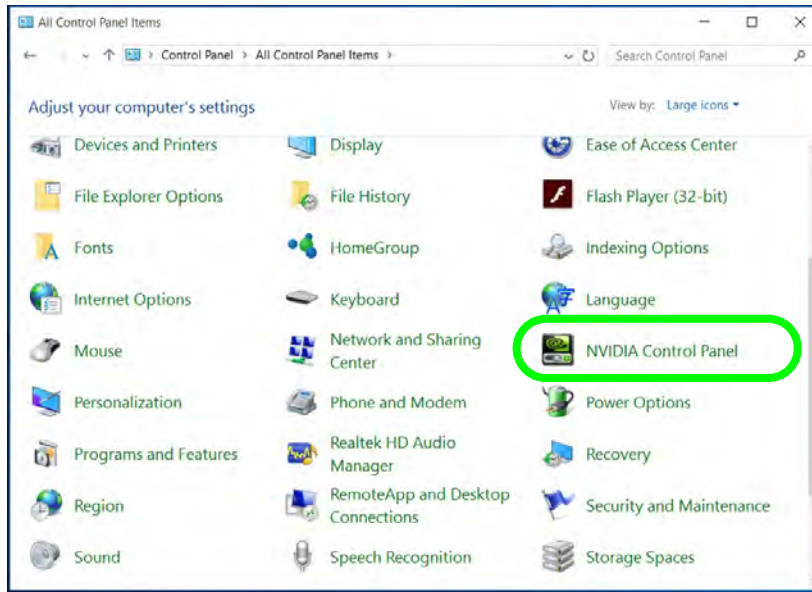 All Control Panel Items
Control Panel > All Control Panel Items >
Search Control Panel
Adjust your computer's settings
View by: Large icons
Devices and Printers
Display
Ease of Access Center
File Explorer Options
File History
Flash Player (32-bit)
Fonts
HomeGroup
Indexing Options
Internet Options
Keyboard
Language
Mouse
Network and Sharing
Center
NVIDIA Control Panel
Personalization
Phone and Modem
Power Options
Programs and Features
Realtek HD Audio
Manager
Recovery
Region
RemoteApp and Desktop
Connections
Security and Maintenance
Sound
Speech Recognition
Storage Spaces